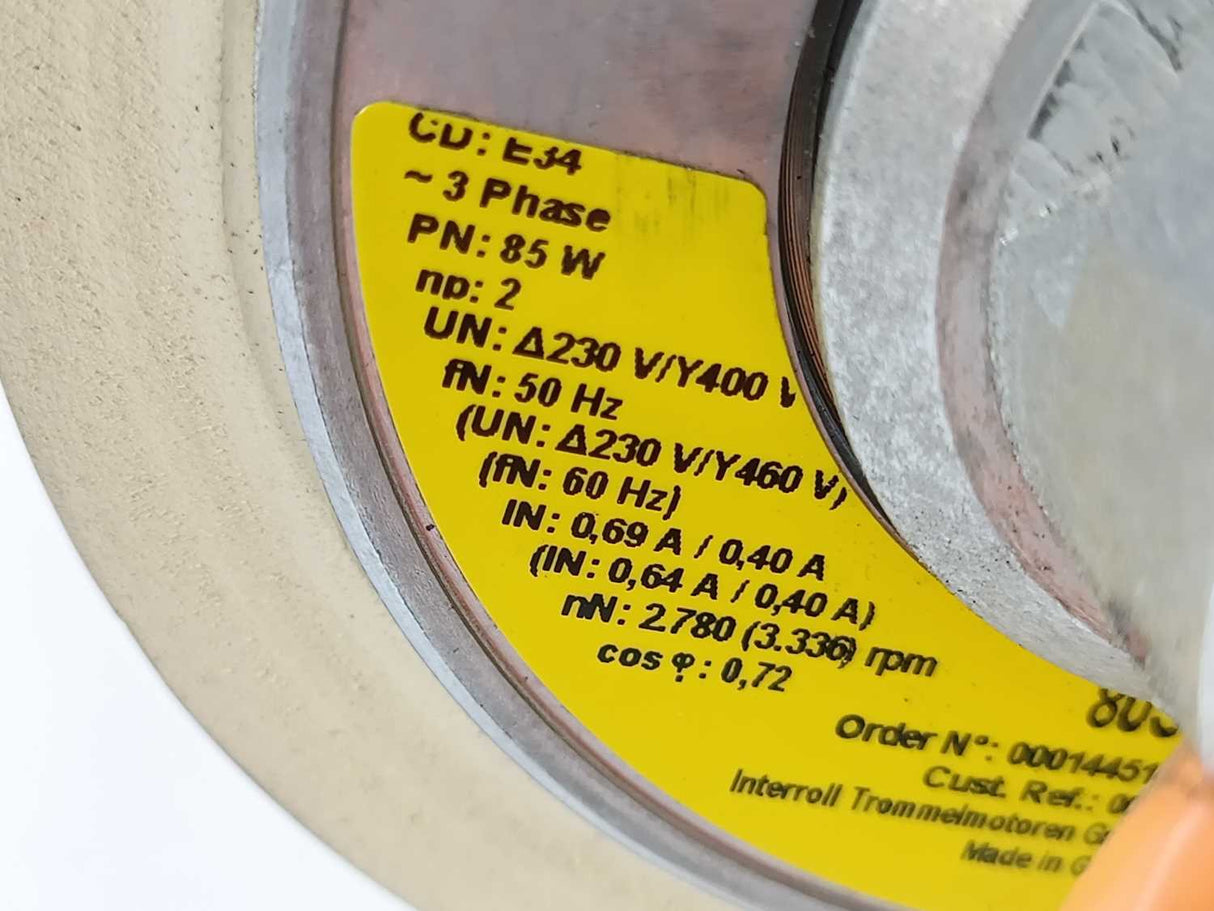 CD: E34
~ 3 Phase
PN: 85 W
np: 2
UN: Δ230 V/Y400 V
fN: 50 Hz
(UN: Δ230 V/Y460 V)
(fN: 60 Hz)
IN: 0,69 A / 0,40 A
(IN: 0,64 A / 0,40 A)
nN: 2.780 (3.336) rpm
cos φ: 0,72
Order N°: 00014451
Cust. Ref.:
Interroll Trommelmotoren
Made in